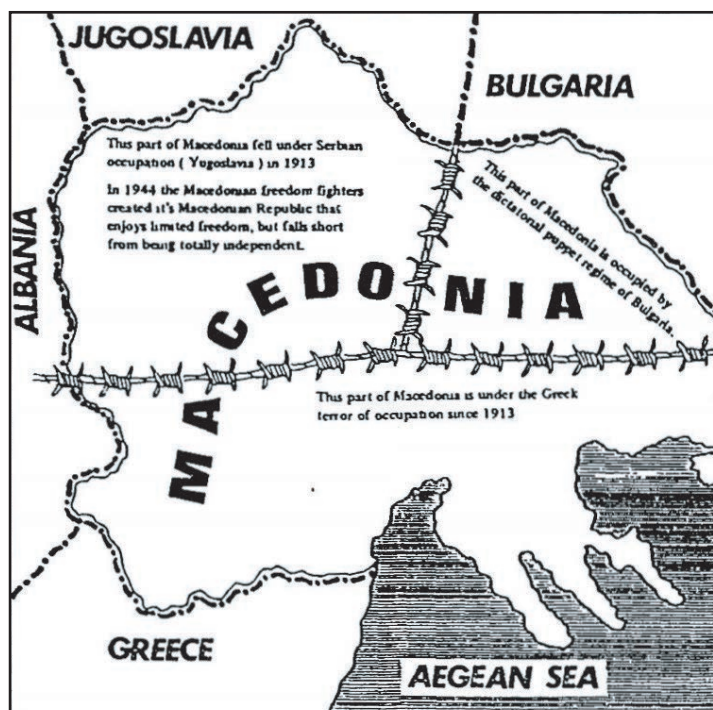 JUGOSLAVIA
BULGARIA
This part of Macedonia fell under Serbian
occupation ( Yugoslavia ) in 1913
In 1944 the Macedonian freedom fighters
created it's Macedonian Republic that
enjoys limited freedom, but falls short
from being totally independent.
This part of Macedonia is occupied by
the dictatorial puppet regime of Bulgaria.
ALBANIA
MACEDONIA
This part of Macedonia is under the Greek
terror of occupation since 1913
GREECE
AEGEAN SEA